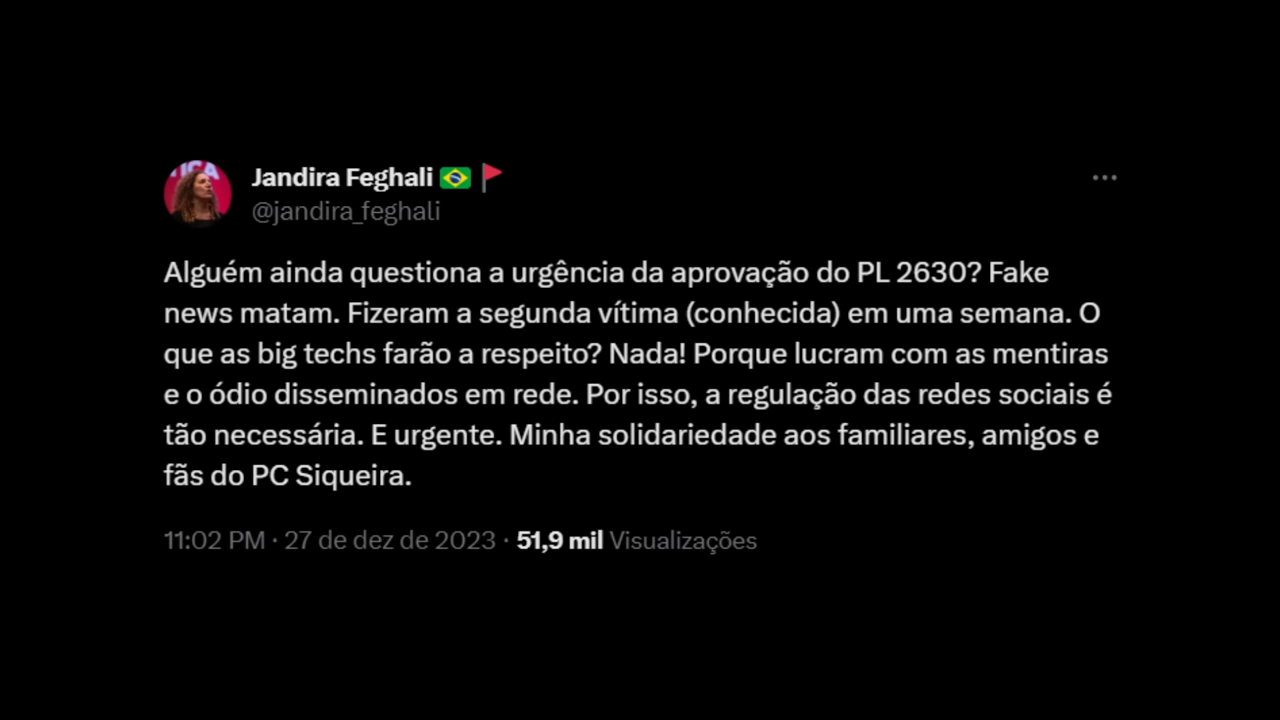 Jandira Feghali 🇧🇷 🚩
@jandira_feghali
Alguém ainda questiona a urgência da aprovação do PL 2630? Fake
news matam. Fizeram a segunda vítima (conhecida) em uma semana. O
que as big techs farão a respeito? Nada! Porque lucram com as mentiras
e o ódio disseminados em rede. Por isso, a regulação das redes sociais é
tão necessária. E urgente. Minha solidariedade aos familiares, amigos e
fãs do PC Siqueira.
11:02 PM · 27 de dez de 2023 · 51,9 mil Visualizações